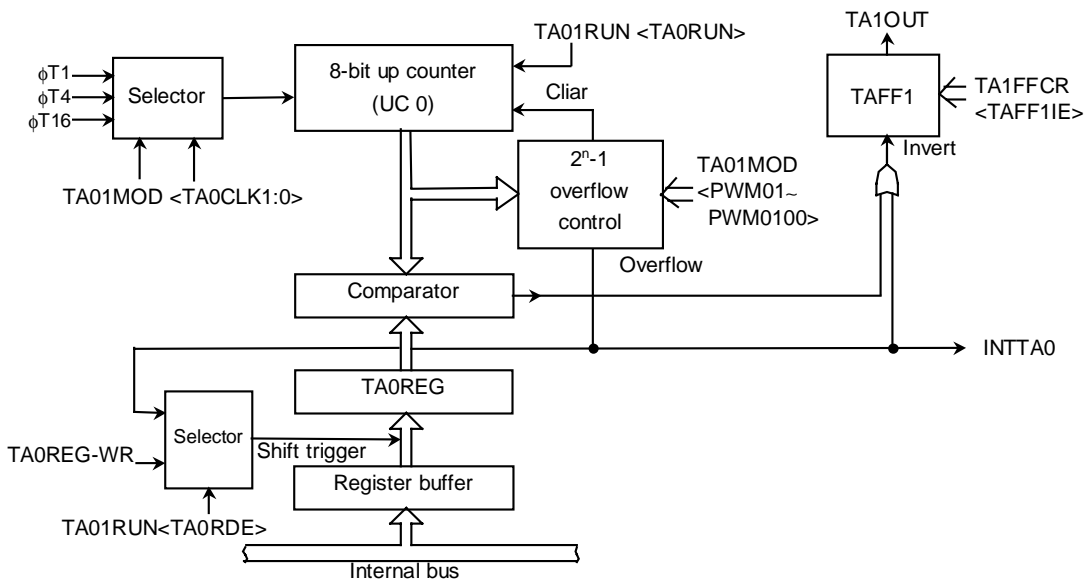 TA1OUT
TA01RUN <TA0RUN>
8-bit up counter
(UC 0)
ϕT1
ϕT4
ϕT16
Selector
TAFF1
TA1FFCR
<TAFF1IE>
Cliar
Invert
2ⁿ-1
overflow
control
TA01MOD
<PWM01~
PWM0100>
TA01MOD <TA0CLK1:0>
Overflow
Comparator
INTTA0
TA0REG
Selector
Shift trigger
TA0REG-WR
Register buffer
TA01RUN<TA0RDE>
Internal bus